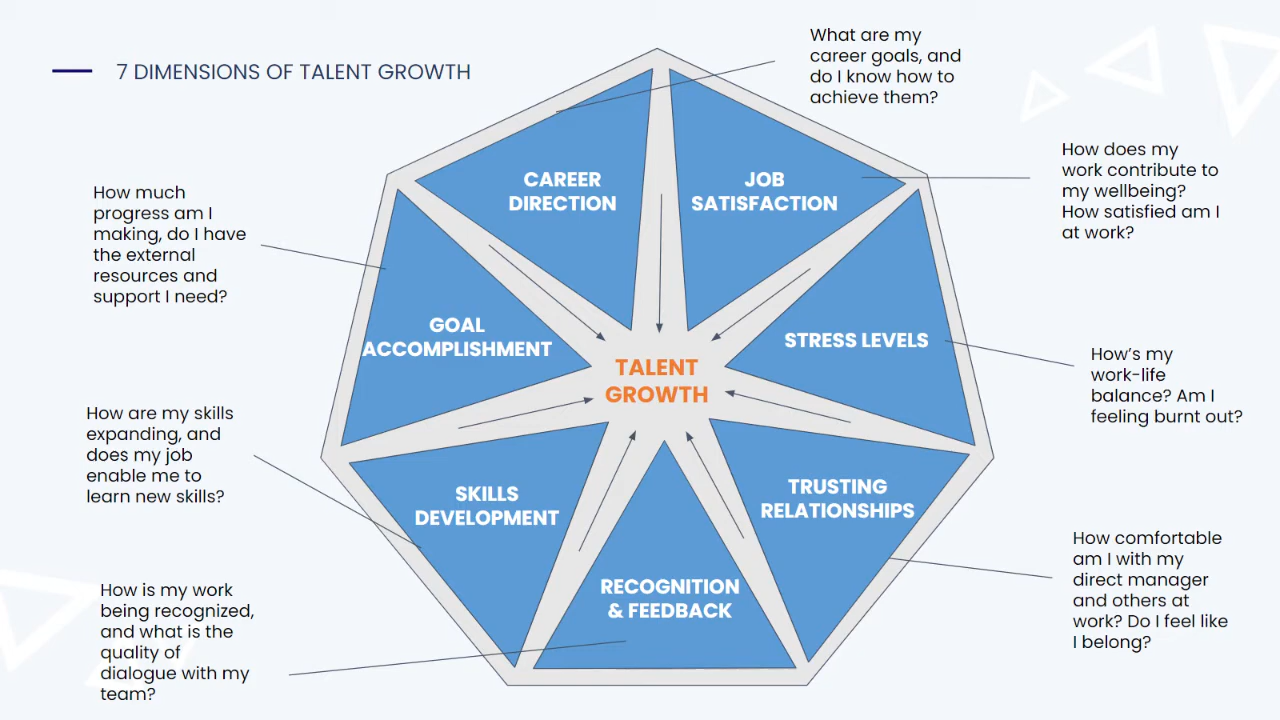 7 DIMENSIONS OF TALENT GROWTH
What are my
career goals, and
do I know how to
achieve them?
How does my
work contribute to
my wellbeing?
How satisfied am I
at work?
How much
progress am I
making, do I have
the external
resources and
support I need?
CAREER
DIRECTION
JOB
SATISFACTION
GOAL
ACCOMPLISHMENT
STRESS LEVELS
TALENT
GROWTH
How’s my
work-life
balance? Am I
feeling burnt out?
How are my skills
expanding, and
does my job
enable me to
learn new skills?
SKILLS
DEVELOPMENT
TRUSTING
RELATIONSHIPS
RECOGNITION
& FEEDBACK
How comfortable
am I with my
direct manager
and others at
work? Do I feel like
I belong?
How is my work
being recognized,
and what is the
quality of
dialogue with my
team?